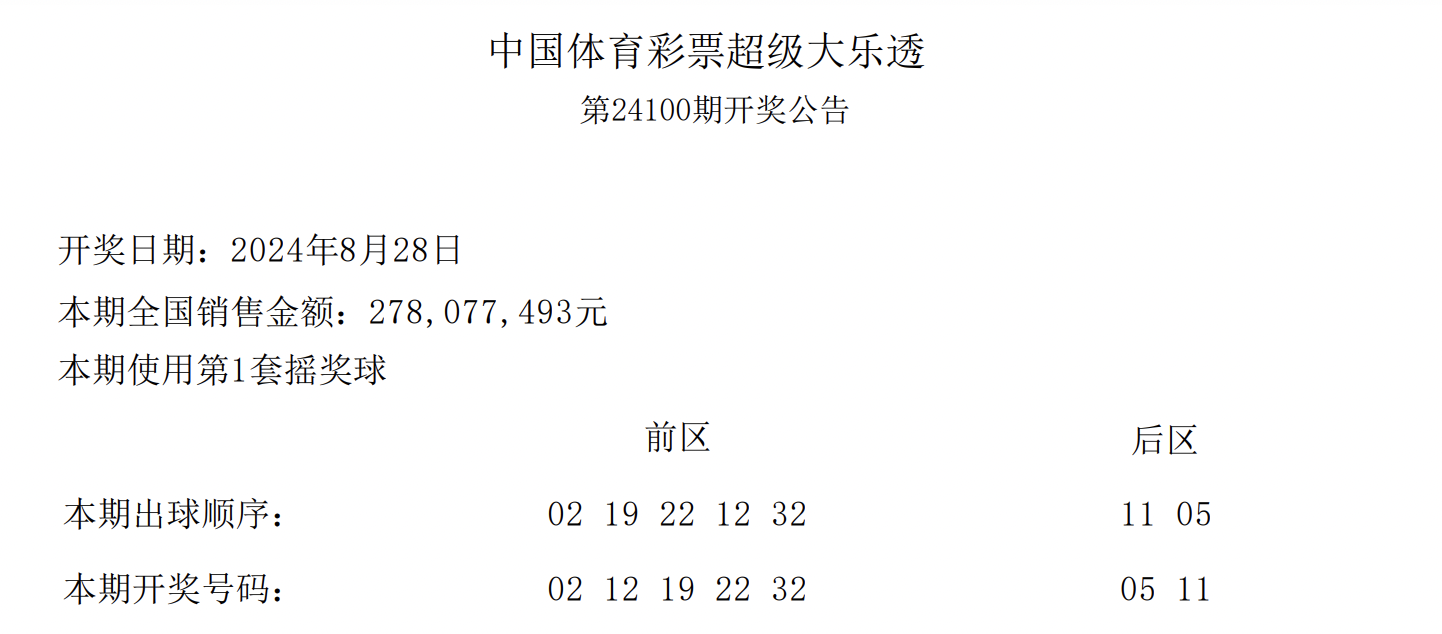 中国体育彩票超级大乐透
第24100期开奖公告
开奖日期：2024年8月28日
本期全国销售金额：278,077,493元
本期使用第1套摇奖球
前区 后区
本期出球顺序： 02 19 22 12 32 11 05
本期开奖号码： 02 12 19 22 32 05 11